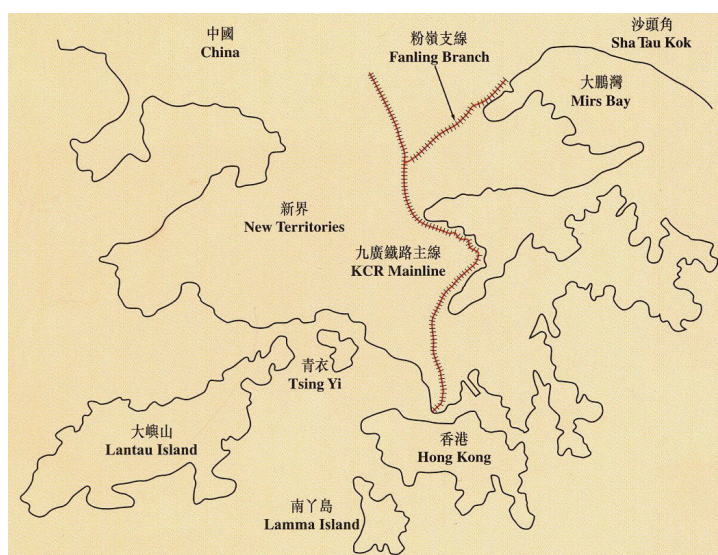 中國
China
粉嶺支線
Fanling Branch
沙頭角
Sha Tau Kok
大鵬灣
Mirs Bay
新界
New Territories
九廣鐵路主線
KCR Mainline
青衣
Tsing Yi
大嶼山
Lantau Island
香港
Hong Kong
南丫島
Lamma Island